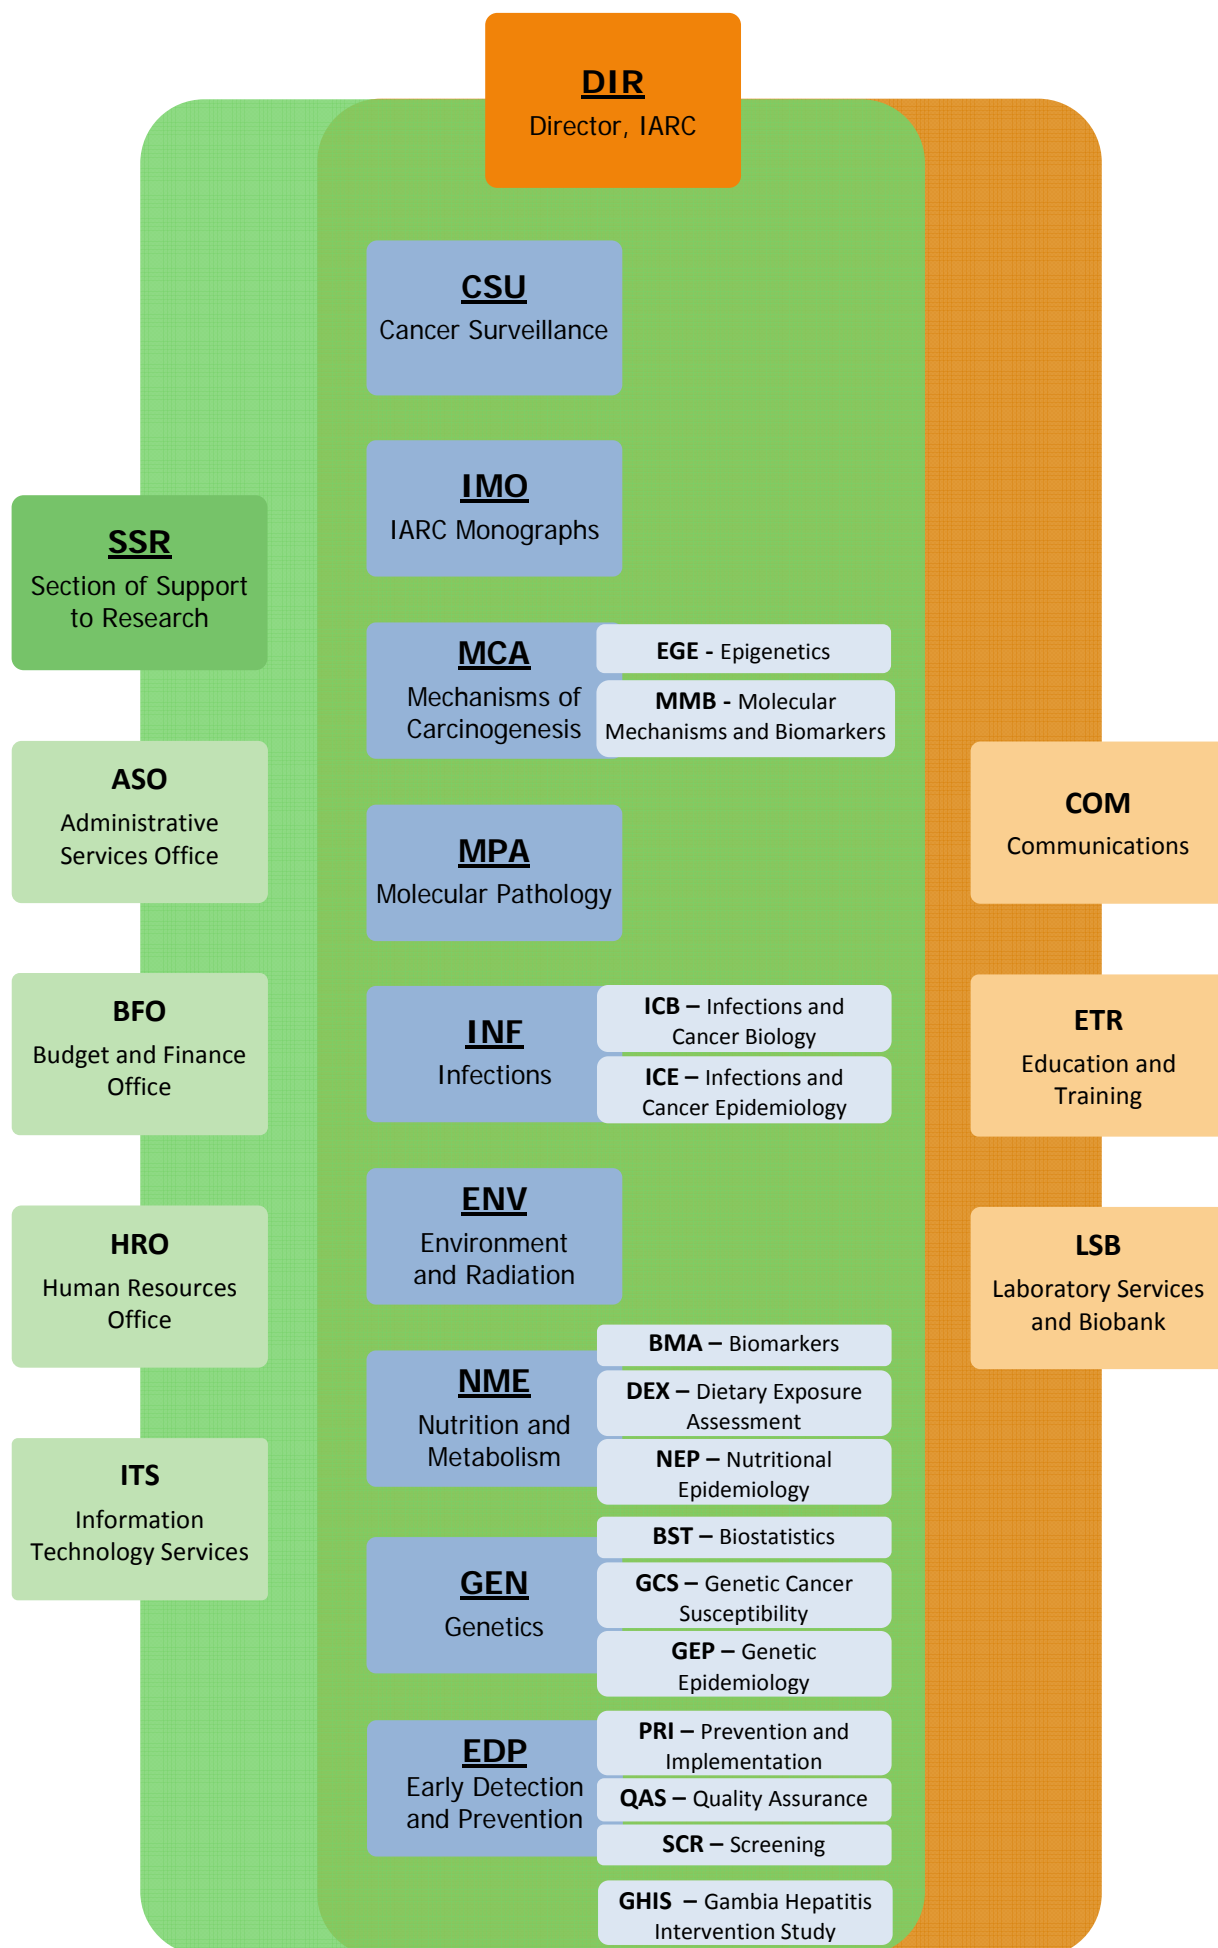 DIR
Director, IARC
CSU
Cancer Surveillance
IMO
IARC Monographs
SSR
Section of Support
to Research
MCA
Mechanisms of
Carcinogenesis
EGE - Epigenetics
MMB - Molecular
Mechanisms and Biomarkers
ASO
Administrative
Services Office
COM
Communications
MPA
Molecular Pathology
BFO
Budget and Finance
Office
INF
Infections
ICB – Infections and
Cancer Biology
ICE – Infections and
Cancer Epidemiology
ETR
Education and
Training
ENV
Environment
and Radiation
HRO
Human Resources
Office
LSB
Laboratory Services
and Biobank
NME
Nutrition and
Metabolism
BMA – Biomarkers
DEX – Dietary Exposure
Assessment
NEP – Nutritional
Epidemiology
ITS
Information
Technology Services
GEN
Genetics
BST – Biostatistics
GCS – Genetic Cancer
Susceptibility
GEP – Genetic
Epidemiology
EDP
Early Detection
and Prevention
PRI – Prevention and
Implementation
QAS – Quality Assurance
SCR – Screening
GHIS – Gambia Hepatitis
Intervention Study